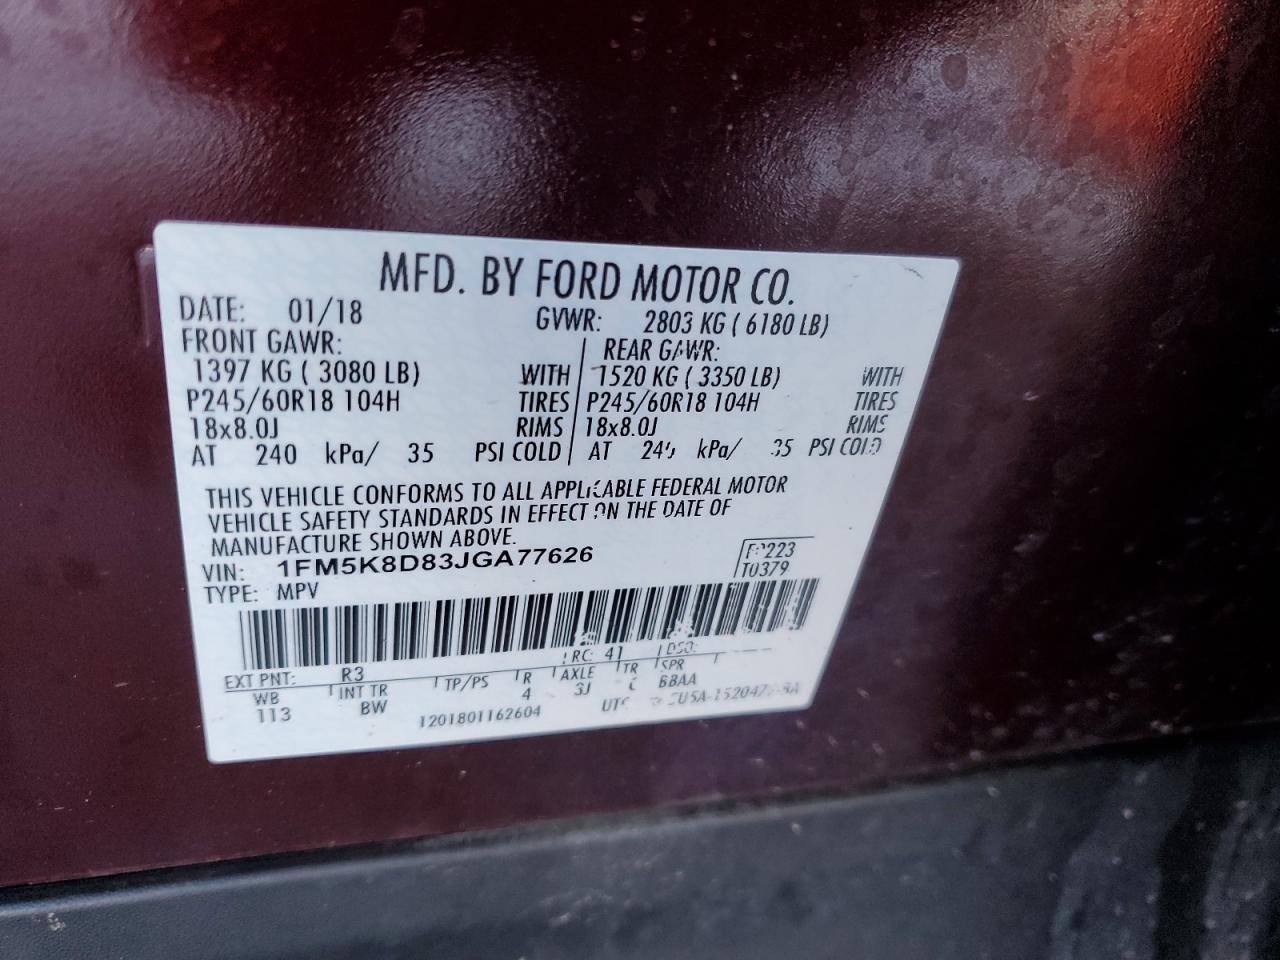 MFD. BY FORD MOTOR CO.
DATE: 01/18 GVWR: 2803 KG ( 6180 LB)
FRONT GAWR: REAR GAWR:
1397 KG ( 3080 LB) WITH 1520 KG ( 3350 LB) WITH
P245/60R18 104H TIRES P245/60R18 104H TIRES
18x8.0J RIMS 18x8.0J RIMS
AT 240 kPa/ 35 PSI COLD AT kPa/ 35 PSI COLD
THIS VEHICLE CONFORMS TO ALL APPLICABLE FEDERAL MOTOR
VEHICLE SAFETY STANDARDS IN EFFECT ON THE DATE OF
MANUFACTURE SHOWN ABOVE.
VIN: 1FM5K8D83JGA77626
TYPE: MPV
T0379
EXT PNT: R3 RC: 41 DSO:
WB INT TR TP/PS R AXLE TR SPR
113 BW 4 3J BBAA
1201801162604